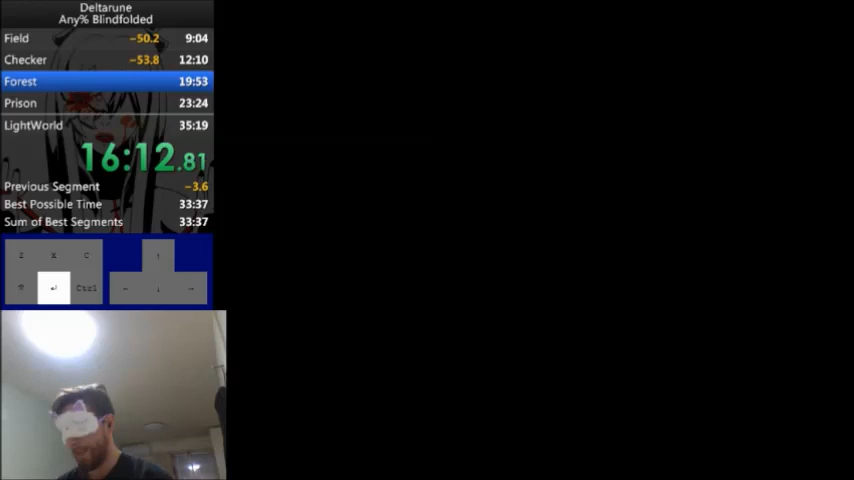 Deltarune
Any% Blindfolded
Field −50.2 9:04
Checker −53.8 12:10
Forest 19:53
Prison 23:24
LightWorld 35:19
16:12.81
Previous Segment −3.6
Best Possible Time 33:37
Sum of Best Segments 33:37
Z X C ↑
⇧ ↵ Ctrl ← ↓ →